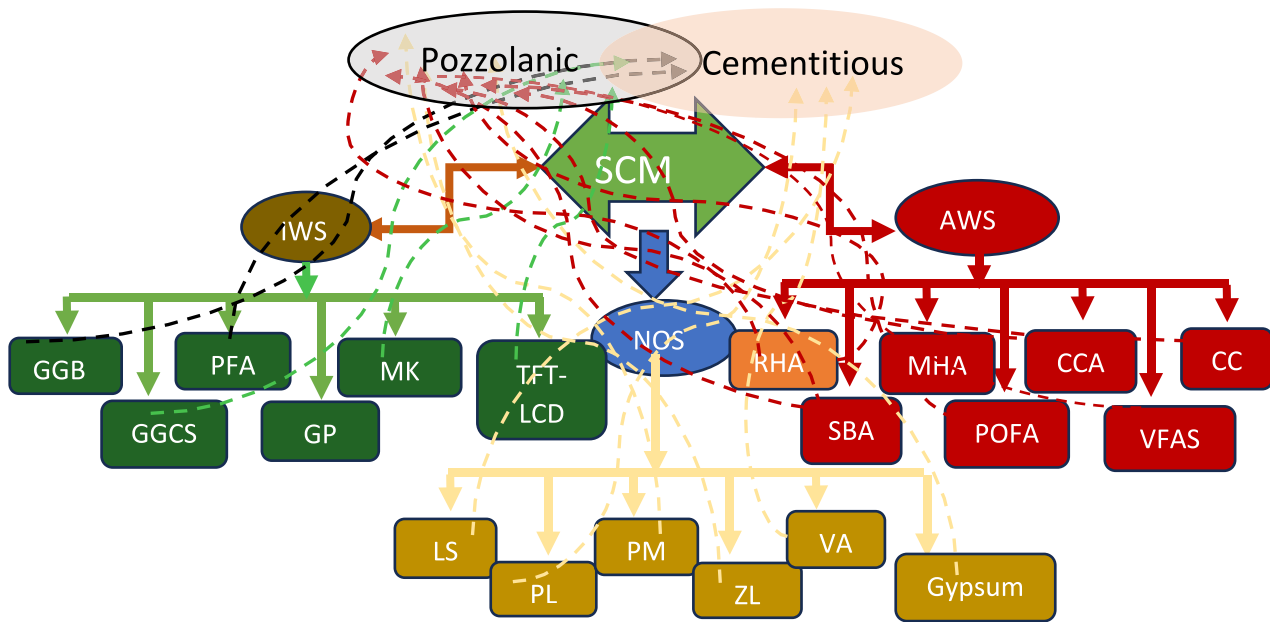 Pozzolanic
Cementitious
SCM
iWS
AWS
NOS
GGB
PFA
MK
TFT-
LCD
RHA
MiHA
CCA
CC
GGCS
GP
SBA
POFA
VFAS
LS
PL
PM
ZL
VA
Gypsum